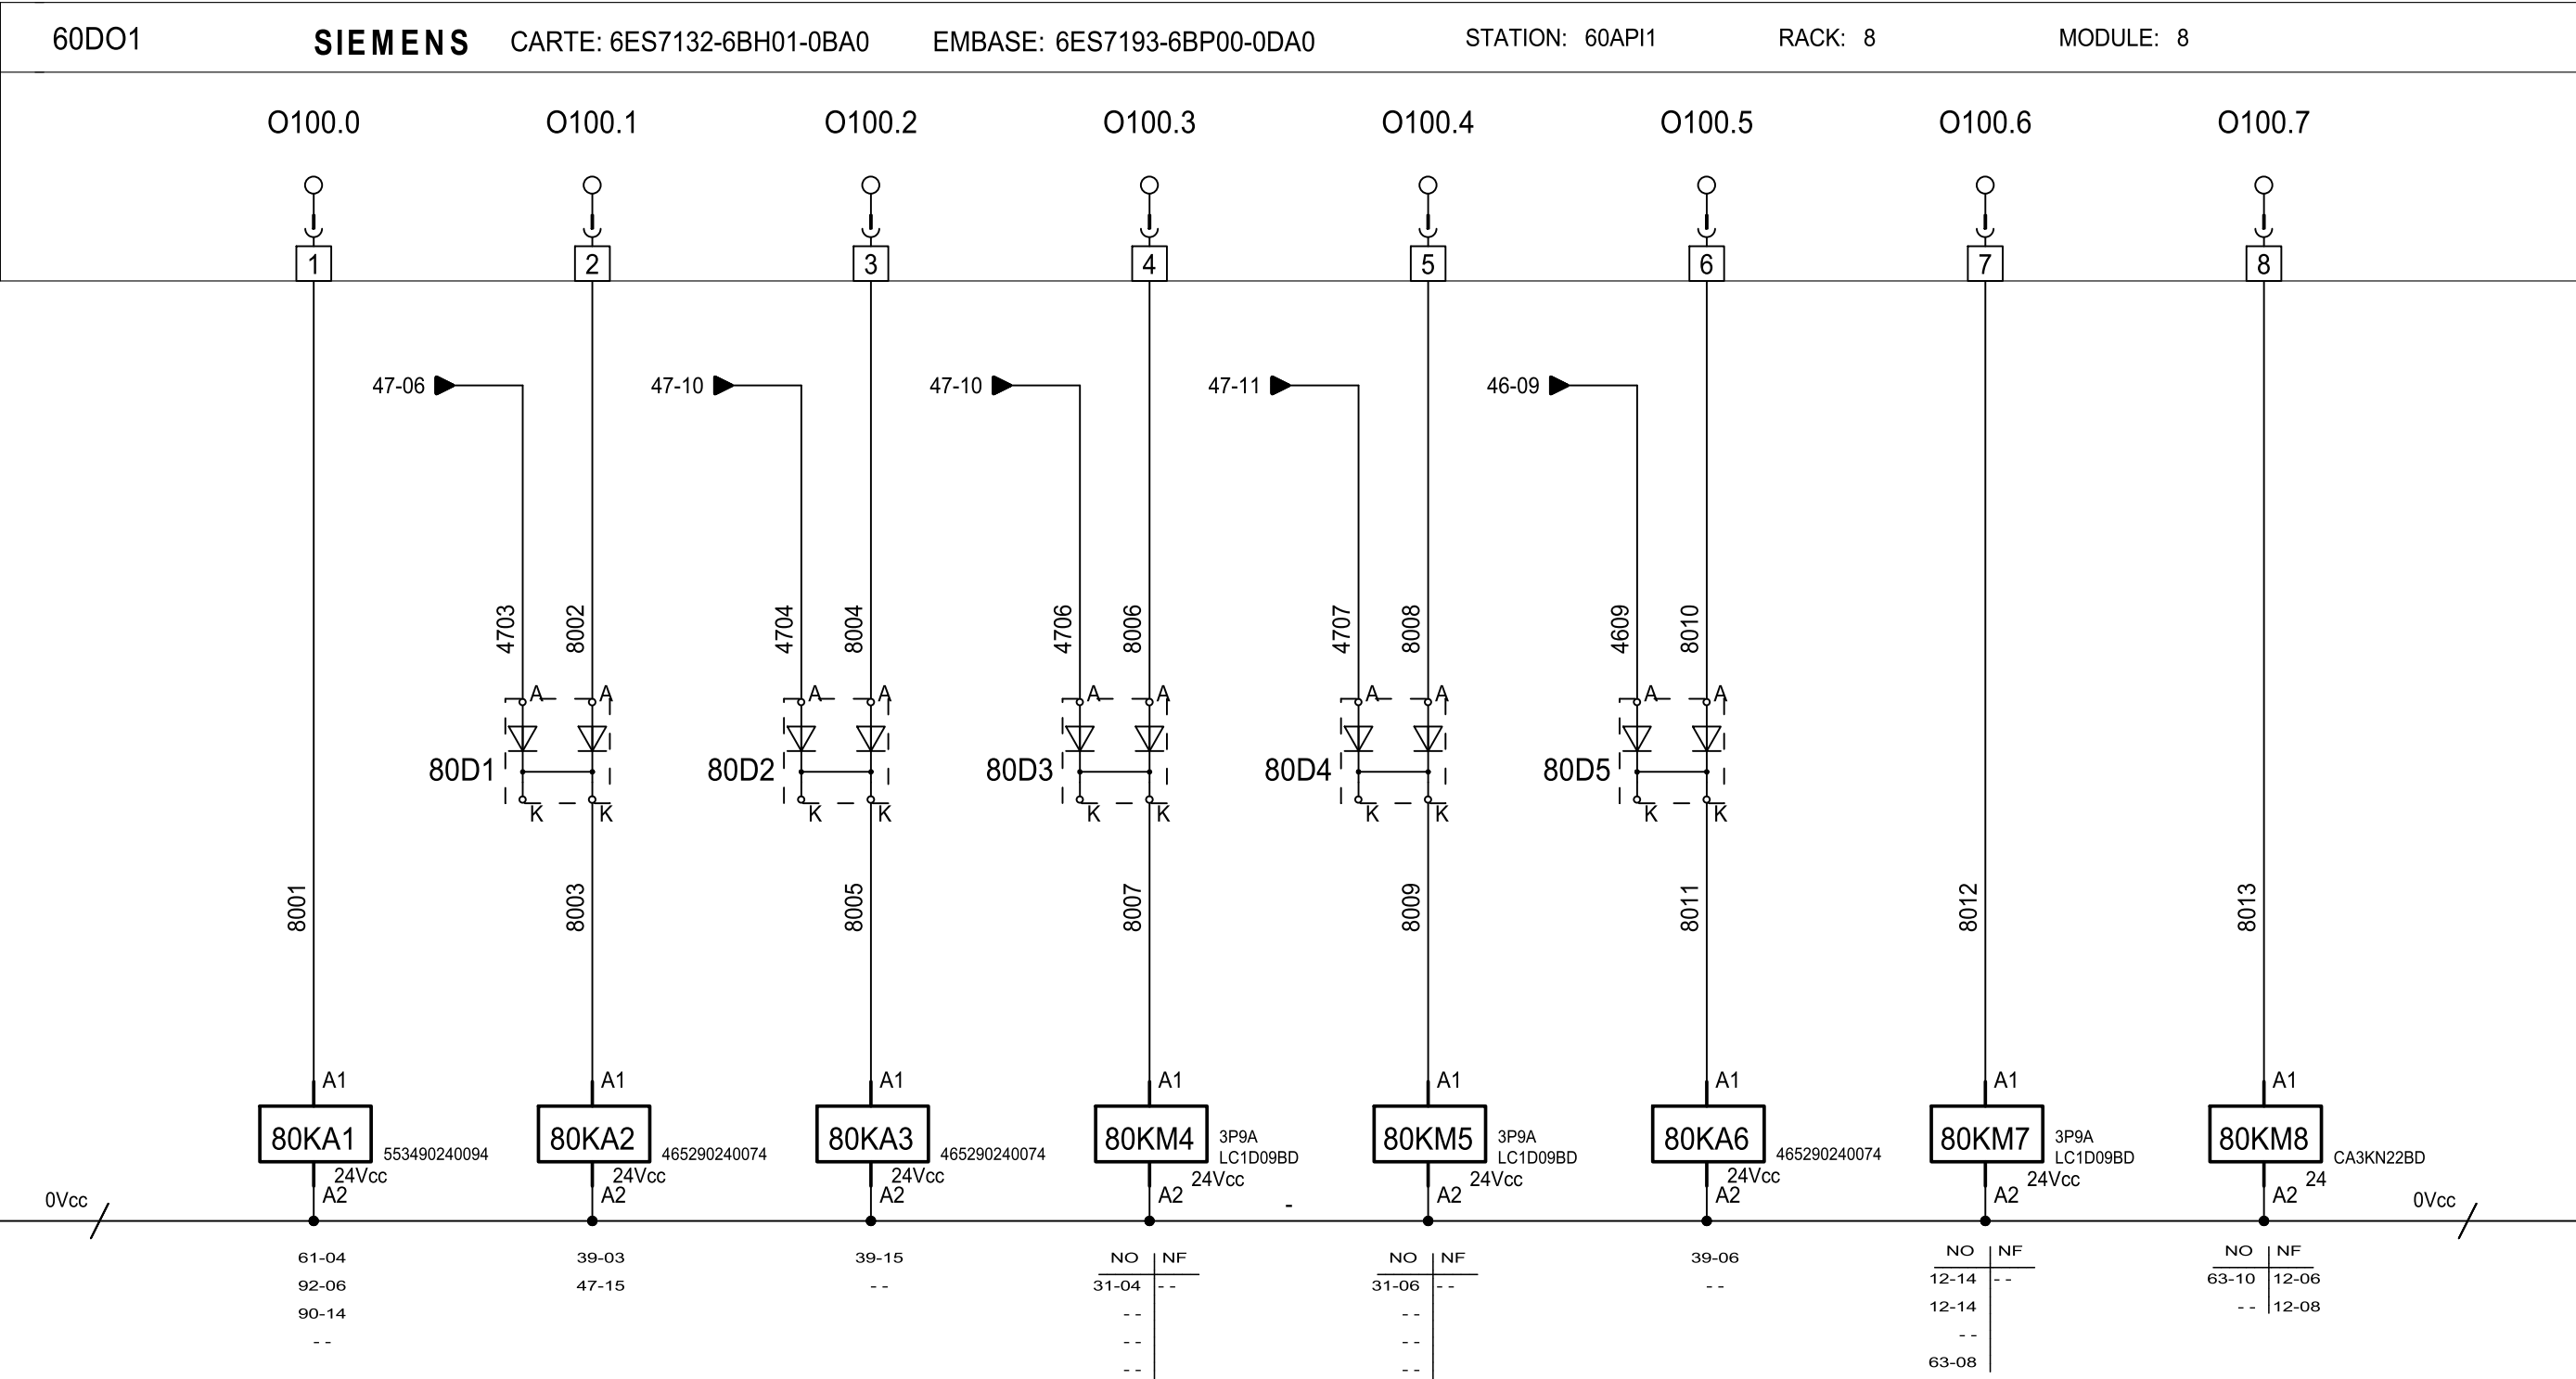 60DO1 SIEMENS CARTE: 6ES7132-6BH01-0BA0 EMBASE: 6ES7193-6BP00-0DA0 STATION: 60API1 RACK: 8 MODULE: 8
O100.0 O100.1 O100.2 O100.3 O100.4 O100.5 O100.6 O100.7
1 2 3 4 5 6 7 8
47-06 47-10 47-10 47-11 46-09
4703 8002 4704 8004 4706 8006 4707 8008 4609 8010
A A A A A A A A A A
80D1 80D2 80D3 80D4 80D5
K K K K K K K K K K
8001 8003 8005 8007 8009 8011 8012 8013
A1 A1 A1 A1 A1 A1 A1 A1
80KA1 80KA2 80KA3 80KM4 3P9A 80KM5 3P9A 80KA6 80KM7 3P9A 80KM8
553490240094 465290240074 465290240074 LC1D09BD LC1D09BD 465290240074 LC1D09BD CA3KN22BD
24Vcc 24Vcc 24Vcc 24Vcc 24Vcc 24Vcc 24Vcc 24
0Vcc A2 A2 A2 A2 - A2 A2 A2 A2 0Vcc
61-04 39-03 39-15 NO NF NO NF 39-06 NO NF NO NF
92-06 47-15 -- 31-04 -- 31-06 -- -- 12-14 -- 63-10 12-06
90-14 -- -- 12-14 -- 12-08
-- -- -- --
-- -- 63-08